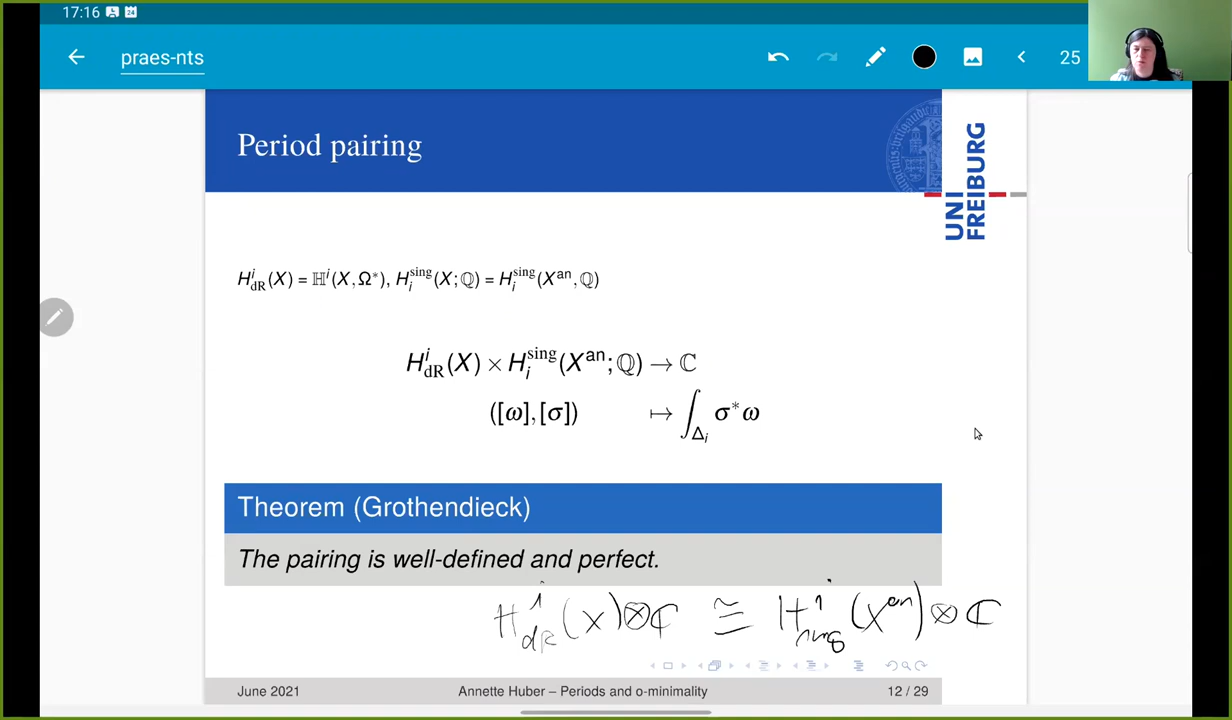 17:16 24
praes-nts
25
Period pairing
UNI
FREIBURG
H^i_dR(X) = ℍ^i(X, Ω*), H_i^sing(X; ℚ) = H_i^sing(X^an, ℚ)
H^i_dR(X) × H_i^sing(X^an; ℚ) → ℂ
([ω], [σ]) ↦ ∫_Δi σ*ω
Theorem (Grothendieck)
The pairing is well-defined and perfect.
H^i_dR(X) ⊗ ℂ ≅ H^i_sing(X^an) ⊗ ℂ
June 2021 Annette Huber – Periods and o-minimality 12 / 29